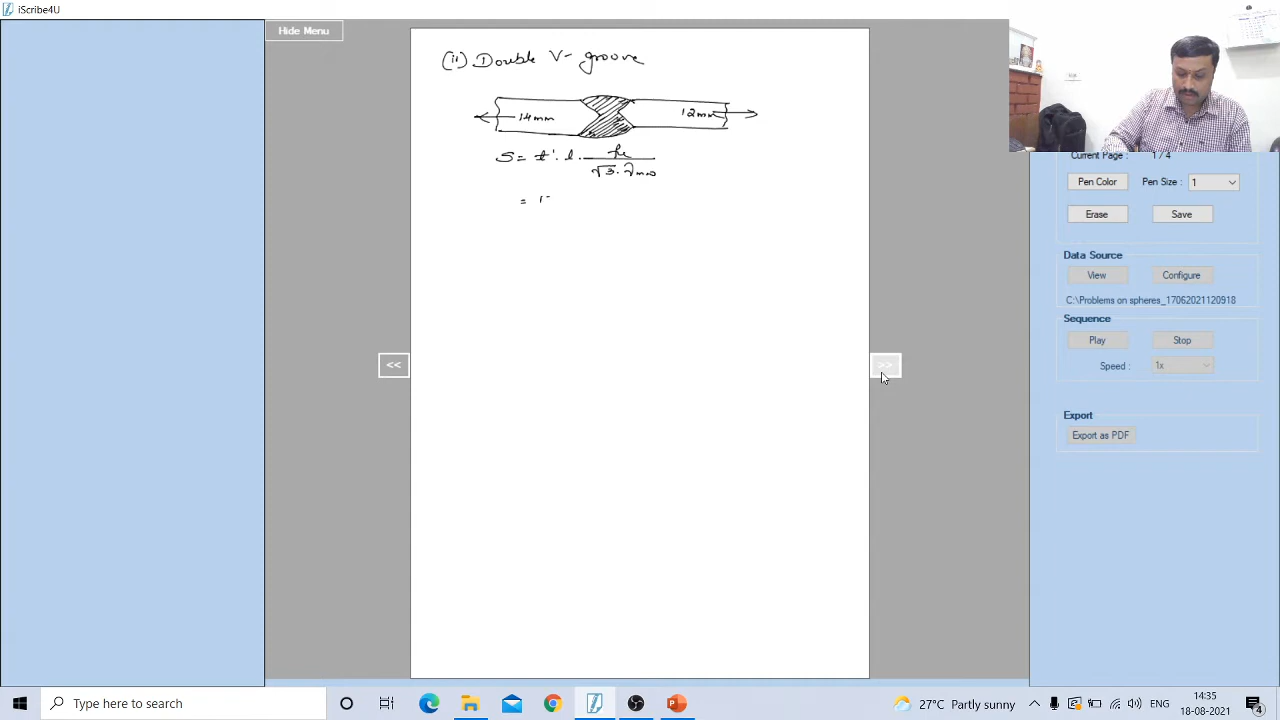 iScribe4U
Hide Menu
(ii) Double V-groove
14mm
12mm
S = t'. l. fu
√3. γmw
=
<<
>>
Current Page : 1 / 4
Pen Color
Pen Size : 1
Erase
Save
Data Source
View
Configure
C:\Problems on spheres_17062021120918
Sequence
Play
Stop
Speed : 1x
Export
Export as PDF
Type here to search
27°C Partly sunny
14:35
18-08-2021
4